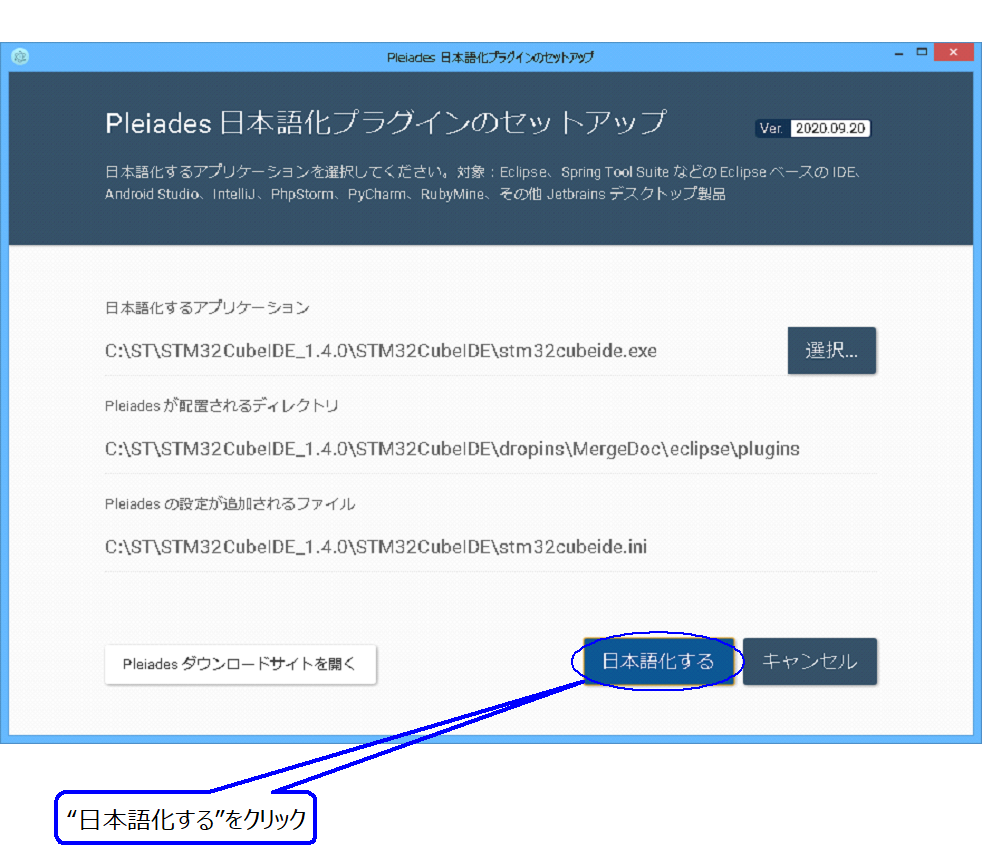 Pleiades 日本語化プラグインのセットアップ
Pleiades 日本語化プラグインのセットアップ
Ver. 2020.09.20
日本語化するアプリケーションを選択してください。対象：Eclipse、Spring Tool Suite などの Eclipse ベースの IDE、
Android Studio、IntelliJ、PhpStorm、PyCharm、RubyMine、その他 Jetbrains デスクトップ製品
日本語化するアプリケーション
C:\ST\STM32CubeIDE_1.4.0\STM32CubeIDE\stm32cubeide.exe
選択...
Pleiades が配置されるディレクトリ
C:\ST\STM32CubeIDE_1.4.0\STM32CubeIDE\dropins\MergeDoc\eclipse\plugins
Pleiades の設定が追加されるファイル
C:\ST\STM32CubeIDE_1.4.0\STM32CubeIDE\stm32cubeide.ini
Pleiades ダウンロードサイトを開く
日本語化する
キャンセル
“日本語化する”をクリック